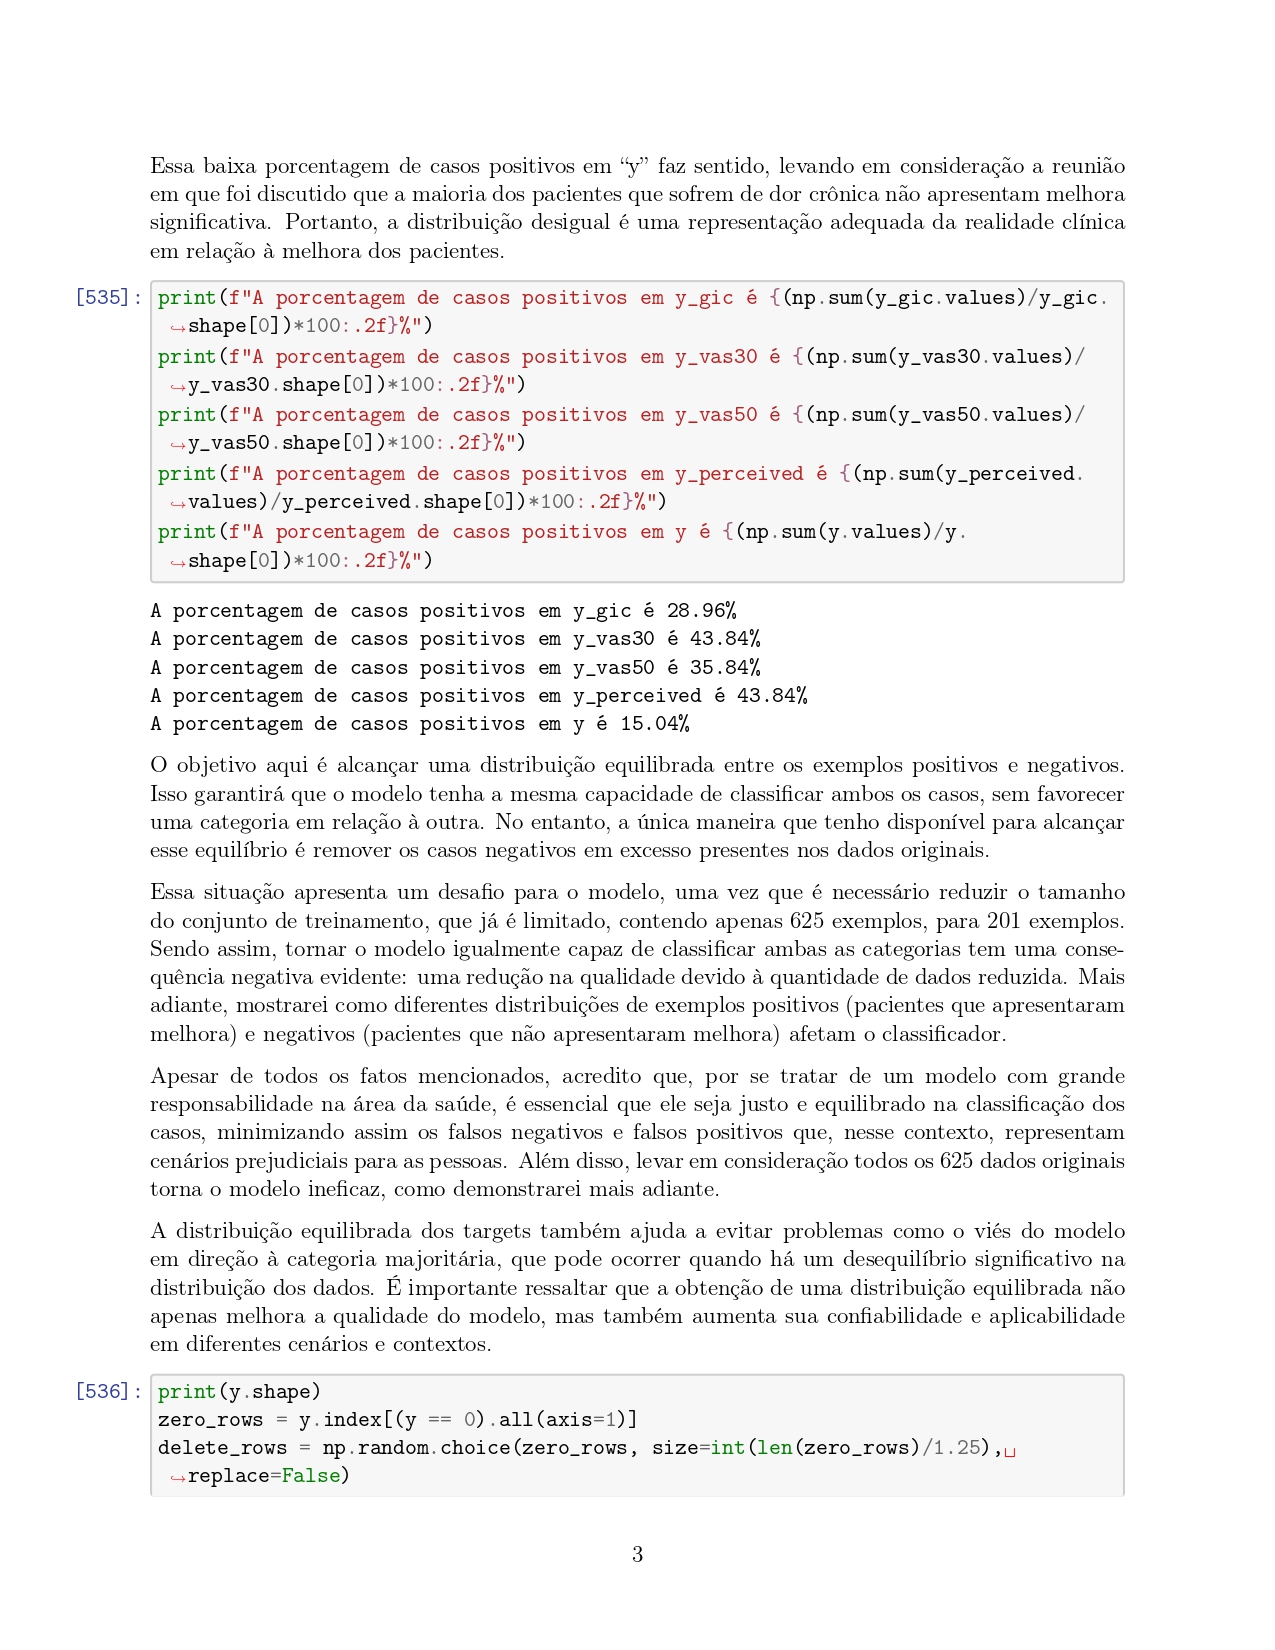 Essa baixa porcentagem de casos positivos em “y” faz sentido, levando em consideração a reunião
em que foi discutido que a maioria dos pacientes que sofrem de dor crônica não apresentam melhora
significativa. Portanto, a distribuição desigual é uma representação adequada da realidade clínica
em relação à melhora dos pacientes.
[535]: print(f"A porcentagem de casos positivos em y_gic é {(np.sum(y_gic.values)/y_gic.
↪shape[0])*100:.2f}%")
print(f"A porcentagem de casos positivos em y_vas30 é {(np.sum(y_vas30.values)/
↪y_vas30.shape[0])*100:.2f}%")
print(f"A porcentagem de casos positivos em y_vas50 é {(np.sum(y_vas50.values)/
↪y_vas50.shape[0])*100:.2f}%")
print(f"A porcentagem de casos positivos em y_perceived é {(np.sum(y_perceived.
↪values)/y_perceived.shape[0])*100:.2f}%")
print(f"A porcentagem de casos positivos em y é {(np.sum(y.values)/y.
↪shape[0])*100:.2f}%")
A porcentagem de casos positivos em y_gic é 28.96%
A porcentagem de casos positivos em y_vas30 é 43.84%
A porcentagem de casos positivos em y_vas50 é 35.84%
A porcentagem de casos positivos em y_perceived é 43.84%
A porcentagem de casos positivos em y é 15.04%
O objetivo aqui é alcançar uma distribuição equilibrada entre os exemplos positivos e negativos.
Isso garantirá que o modelo tenha a mesma capacidade de classificar ambos os casos, sem favorecer
uma categoria em relação à outra. No entanto, a única maneira que tenho disponível para alcançar
esse equilíbrio é remover os casos negativos em excesso presentes nos dados originais.
Essa situação apresenta um desafio para o modelo, uma vez que é necessário reduzir o tamanho
do conjunto de treinamento, que já é limitado, contendo apenas 625 exemplos, para 201 exemplos.
Sendo assim, tornar o modelo igualmente capaz de classificar ambas as categorias tem uma conse-
quência negativa evidente: uma redução na qualidade devido à quantidade de dados reduzida. Mais
adiante, mostrarei como diferentes distribuições de exemplos positivos (pacientes que apresentaram
melhora) e negativos (pacientes que não apresentaram melhora) afetam o classificador.
Apesar de todos os fatos mencionados, acredito que, por se tratar de um modelo com grande
responsabilidade na área da saúde, é essencial que ele seja justo e equilibrado na classificação dos
casos, minimizando assim os falsos negativos e falsos positivos que, nesse contexto, representam
cenários prejudiciais para as pessoas. Além disso, levar em consideração todos os 625 dados originais
torna o modelo ineficaz, como demonstrarei mais adiante.
A distribuição equilibrada dos targets também ajuda a evitar problemas como o viés do modelo
em direção à categoria majoritária, que pode ocorrer quando há um desequilíbrio significativo na
distribuição dos dados. É importante ressaltar que a obtenção de uma distribuição equilibrada não
apenas melhora a qualidade do modelo, mas também aumenta sua confiabilidade e aplicabilidade
em diferentes cenários e contextos.
[536]: print(y.shape)
zero_rows = y.index[(y == 0).all(axis=1)]
delete_rows = np.random.choice(zero_rows, size=int(len(zero_rows)/1.25),␣
↪replace=False)
3